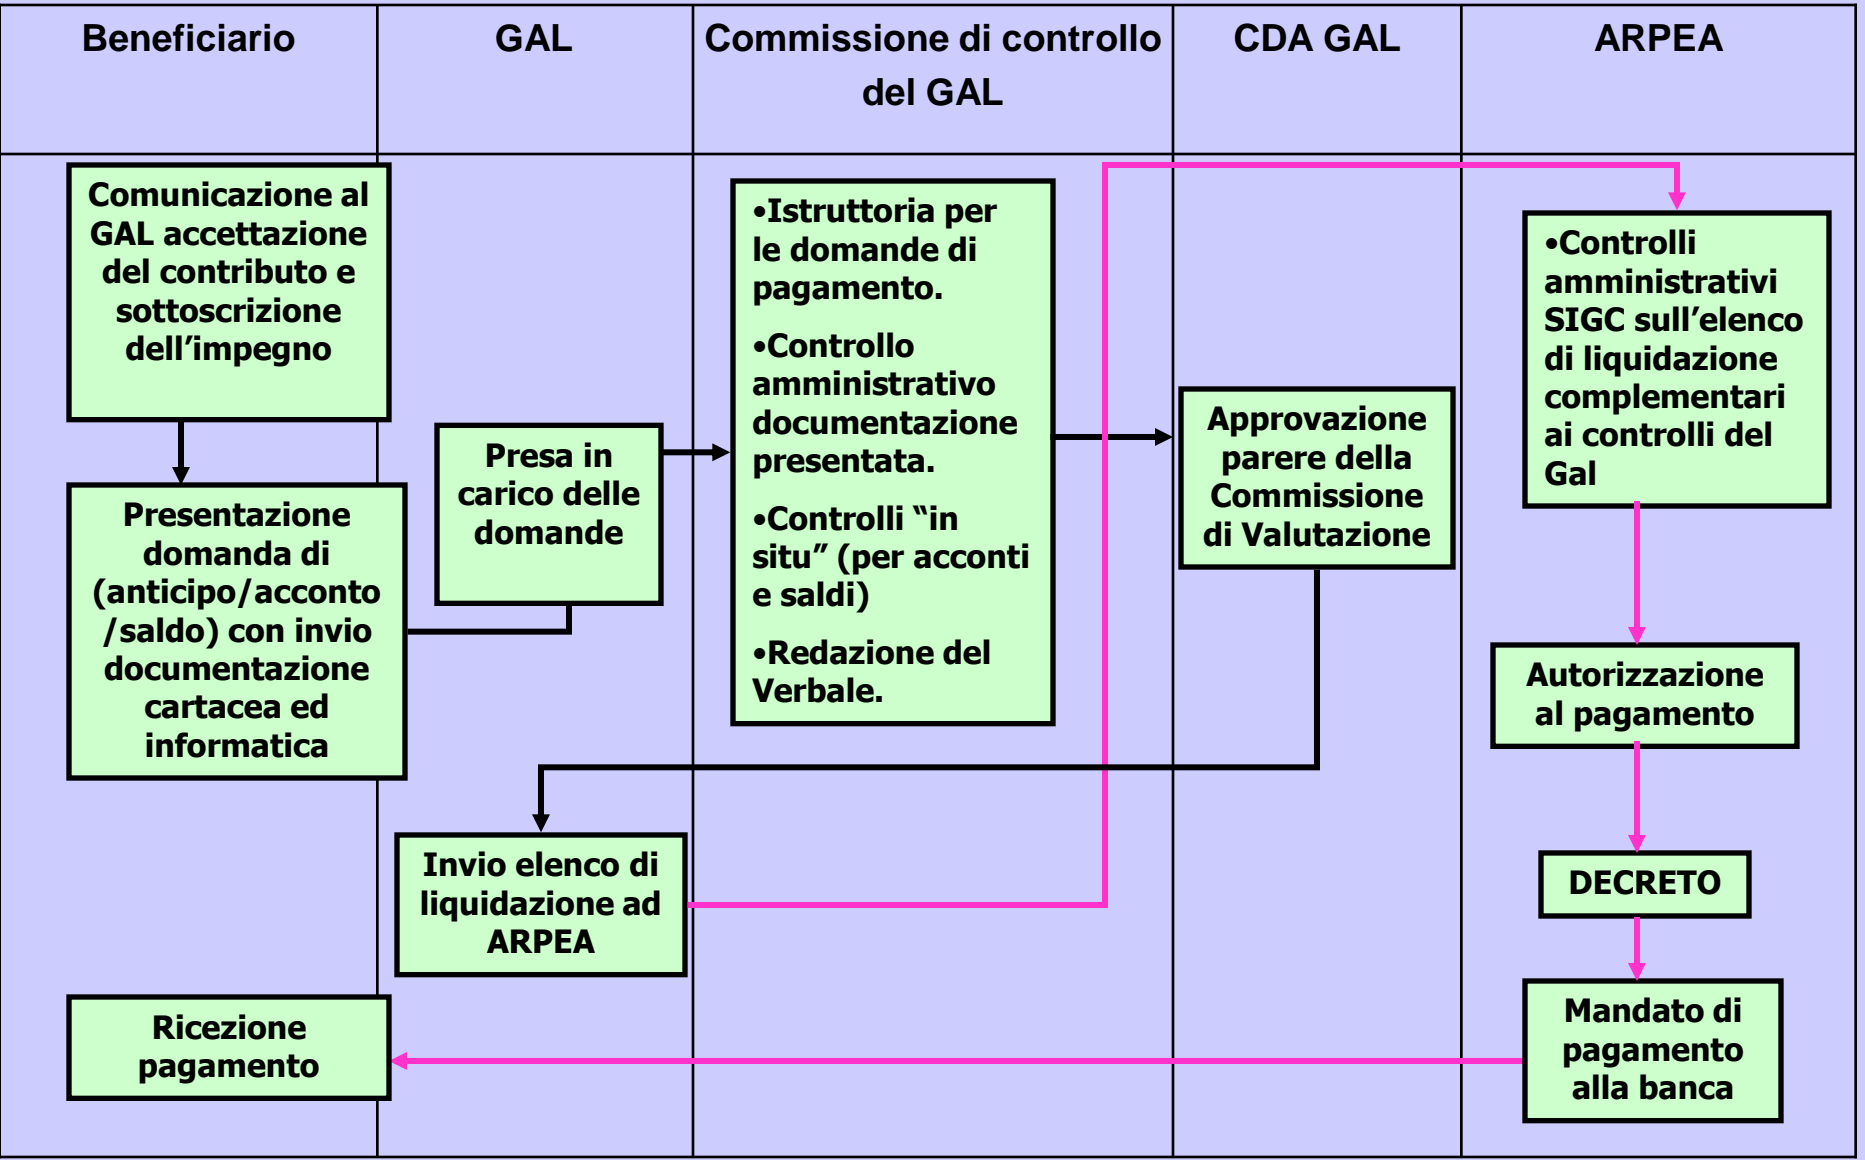 Beneficiario
GAL
Commissione di controllo
del GAL
CDA GAL
ARPEA
Comunicazione al
GAL accettazione
del contributo e
sottoscrizione
dell’impegno
Presentazione
domanda di
(anticipo/acconto
/saldo) con invio
documentazione
cartacea ed
informatica
Presa in
carico delle
domande
•Istruttoria per
le domande di
pagamento.
•Controllo
amministrativo
documentazione
presentata.
•Controlli “in
situ” (per acconti
e saldi)
•Redazione del
Verbale.
Approvazione
parere della
Commissione
di Valutazione
Invio elenco di
liquidazione ad
ARPEA
•Controlli
amministrativi
SIGC sull’elenco
di liquidazione
complementari
ai controlli del
Gal
Autorizzazione
al pagamento
DECRETO
Mandato di
pagamento
alla banca
Ricezione
pagamento